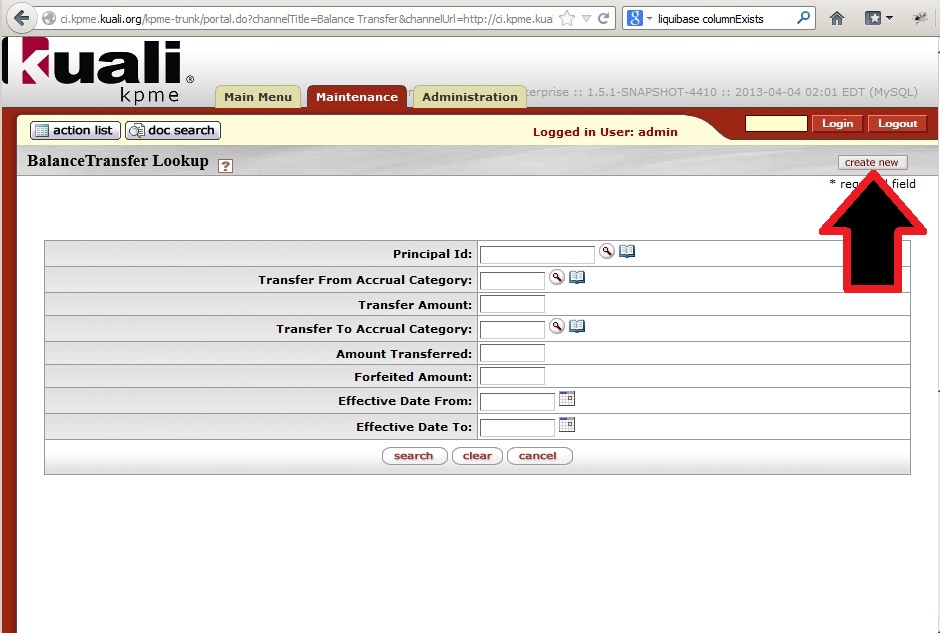 ci.kpme.kuali.org/kpme-trunk/portal.do?channelTitle=Balance Transfer&channelUrl=http://ci.kpme.kua
liquibase columnExists
kuali®
kpme
Main Menu
Maintenance
Administration
erprise :: 1.5.1-SNAPSHOT-4410 :: 2013-04-04 02:01 EDT (MySQL)
action list
doc search
Logged in User: admin
Login
Logout
BalanceTransfer Lookup
?
create new
* field
Principal Id:
Transfer From Accrual Category:
Transfer Amount:
Transfer To Accrual Category:
Amount Transferred:
Forfeited Amount:
Effective Date From:
Effective Date To:
search
clear
cancel